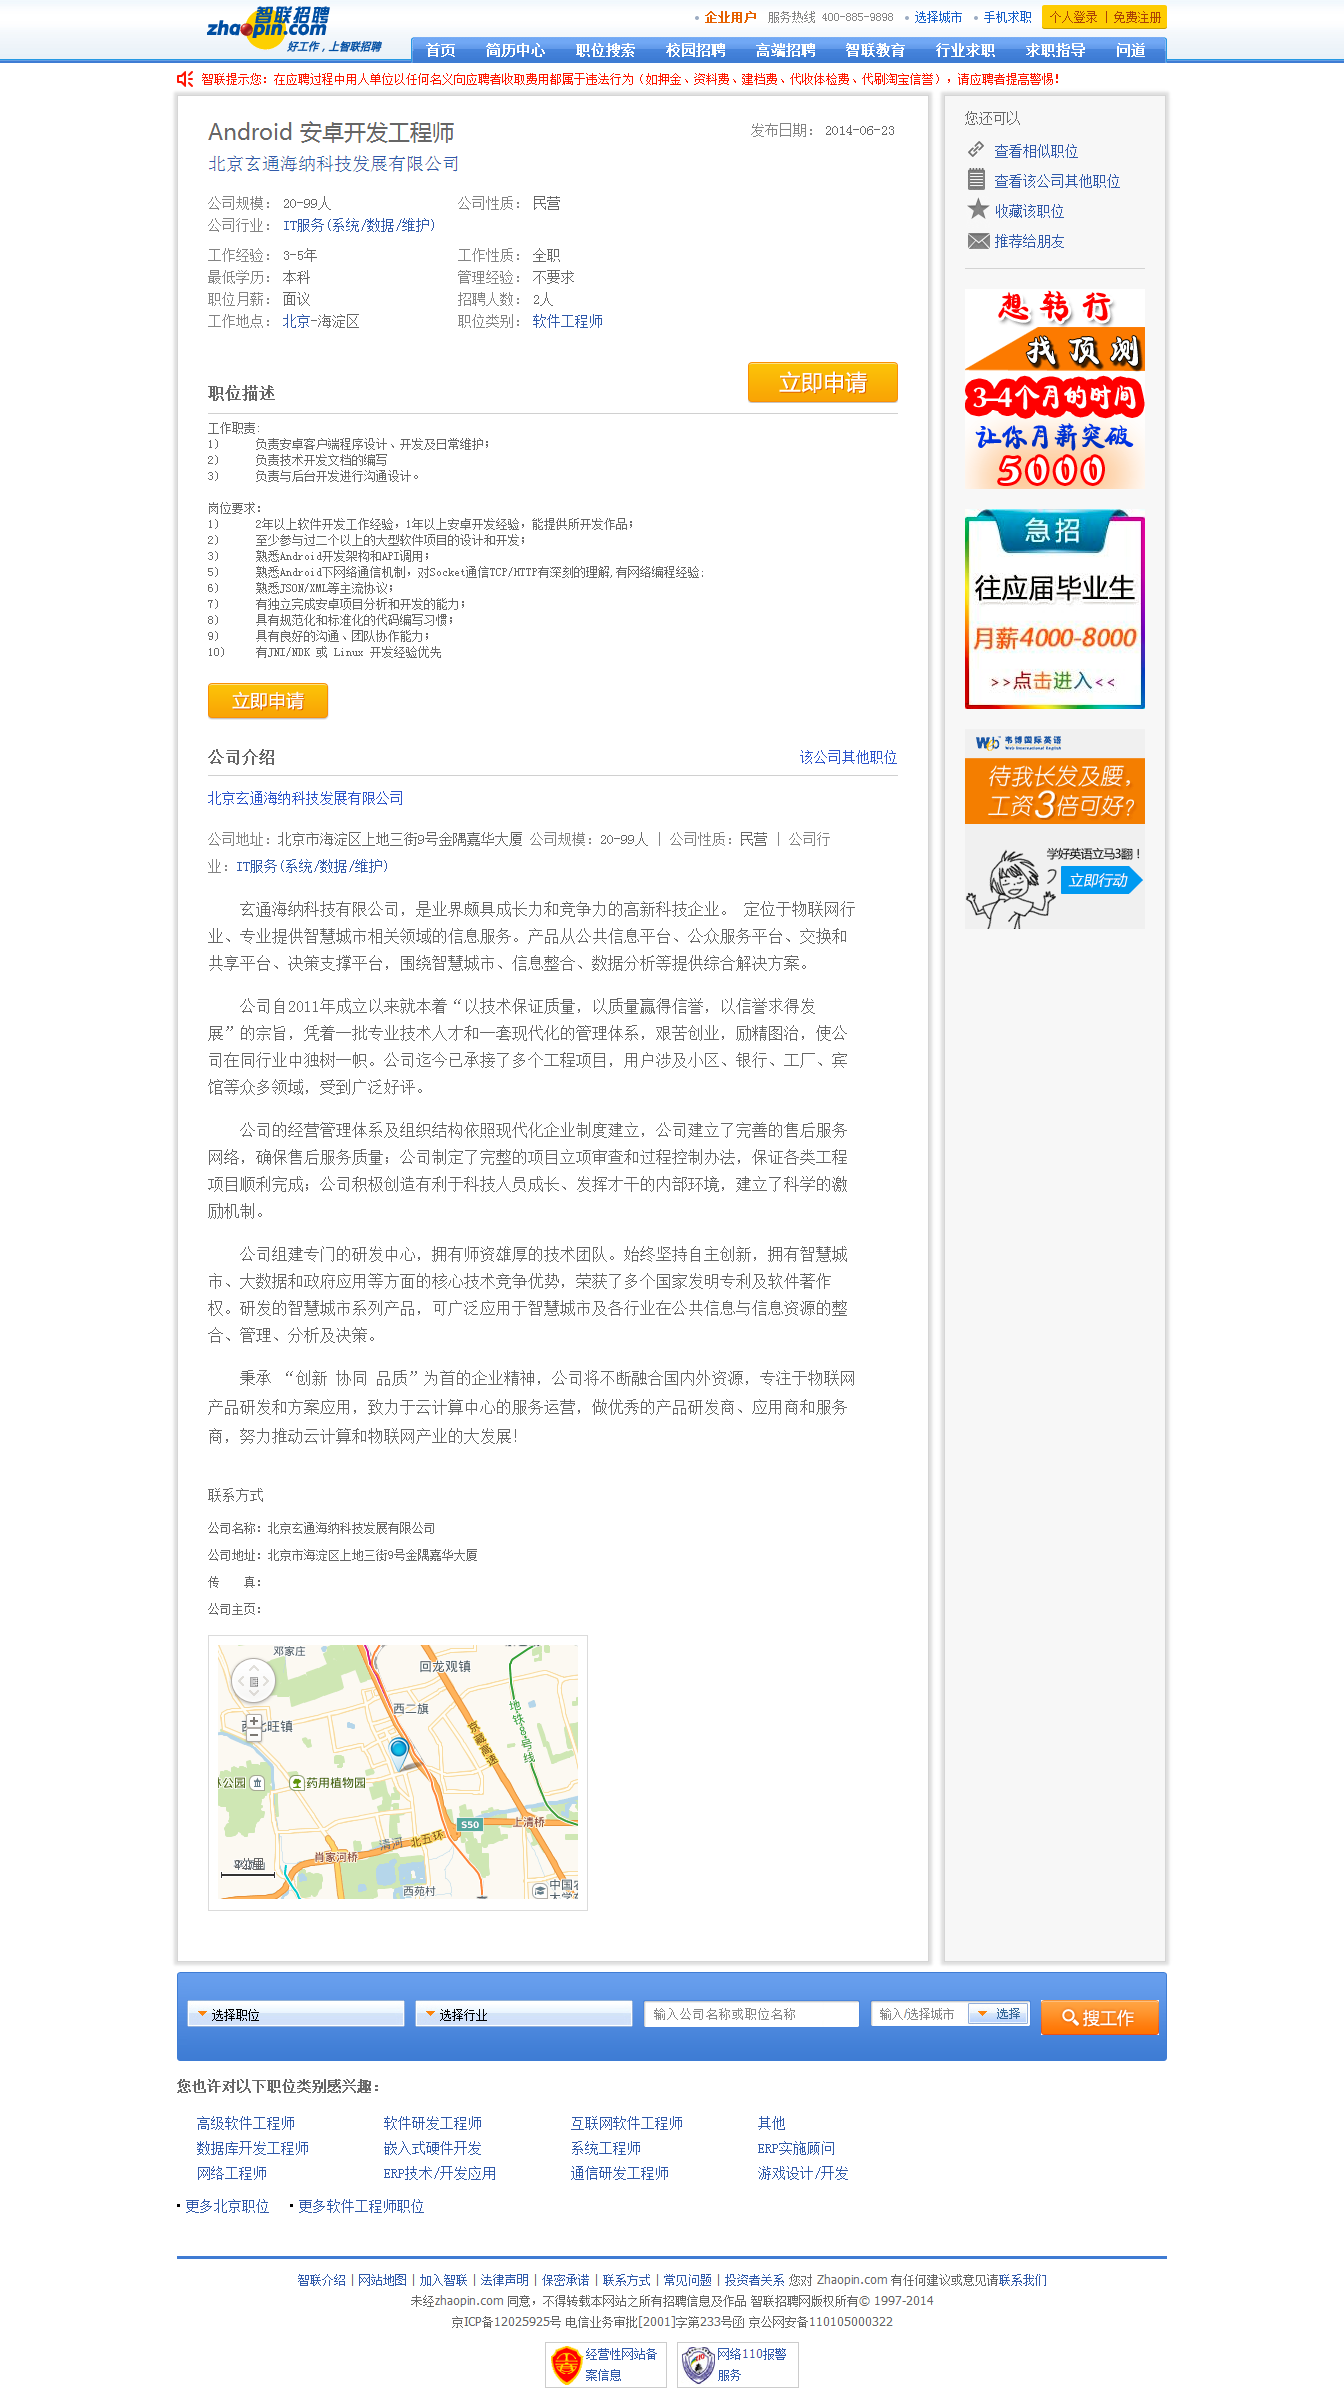 智联招聘
zhaopin.com
好工作，上智联招聘
企业用户 服务热线 400-885-9898 选择城市 手机求职 个人登录 | 免费注册
首页 简历中心 职位搜索 校园招聘 高端招聘 智联教育 行业求职 求职指导 问道
智联提示您：在应聘过程中用人单位以任何名义向应聘者收取费用都属于违法行为（如押金、资料费、建档费、代收体检费、代刷淘宝信誉），请应聘者提高警惕！
Android 安卓开发工程师
发布日期： 2014-06-23
北京玄通海纳科技发展有限公司
公司规模： 20-99人 公司性质： 民营
公司行业： IT服务(系统/数据/维护)
工作经验： 3-5年 工作性质： 全职
最低学历： 本科 管理经验： 不要求
职位月薪： 面议 招聘人数： 2人
工作地点： 北京-海淀区 职位类别： 软件工程师
职位描述
立即申请
工作职责:
1) 负责安卓客户端程序设计、开发及日常维护；
2) 负责技术开发文档的编写
3) 负责与后台开发进行沟通设计。
岗位要求：
1) 2年以上软件开发工作经验，1年以上安卓开发经验，能提供所开发作品；
2) 至少参与过二个以上的大型软件项目的设计和开发；
3) 熟悉Android开发架构和API调用；
5) 熟悉Android下网络通信机制，对Socket通信TCP/HTTP有深刻的理解,有网络编程经验;
6) 熟悉JSON/XML等主流协议；
7) 有独立完成安卓项目分析和开发的能力；
8) 具有规范化和标准化的代码编写习惯；
9) 具有良好的沟通、团队协作能力；
10) 有JNI/NDK 或 Linux 开发经验优先
立即申请
公司介绍
该公司其他职位
北京玄通海纳科技发展有限公司
公司地址：北京市海淀区上地三街9号金隅嘉华大厦 公司规模：20-99人 | 公司性质：民营 | 公司行
业：IT服务(系统/数据/维护)
玄通海纳科技有限公司，是业界颇具成长力和竞争力的高新科技企业。 定位于物联网行
业、专业提供智慧城市相关领域的信息服务。产品从公共信息平台、公众服务平台、交换和
共享平台、决策支撑平台，围绕智慧城市、信息整合、数据分析等提供综合解决方案。
公司自2011年成立以来就本着“以技术保证质量，以质量赢得信誉，以信誉求得发
展”的宗旨，凭着一批专业技术人才和一套现代化的管理体系，艰苦创业，励精图治，使公
司在同行业中独树一帜。公司迄今已承接了多个工程项目，用户涉及小区、银行、工厂、宾
馆等众多领域，受到广泛好评。
公司的经营管理体系及组织结构依照现代化企业制度建立，公司建立了完善的售后服务
网络，确保售后服务质量；公司制定了完整的项目立项审查和过程控制办法，保证各类工程
项目顺利完成；公司积极创造有利于科技人员成长、发挥才干的内部环境，建立了科学的激
励机制。
公司组建专门的研发中心，拥有师资雄厚的技术团队。始终坚持自主创新，拥有智慧城
市、大数据和政府应用等方面的核心技术竞争优势，荣获了多个国家发明专利及软件著作
权。研发的智慧城市系列产品，可广泛应用于智慧城市及各行业在公共信息与信息资源的整
合、管理、分析及决策。
秉承 “创新 协同 品质”为首的企业精神，公司将不断融合国内外资源，专注于物联网
产品研发和方案应用，致力于云计算中心的服务运营，做优秀的产品研发商、应用商和服务
商，努力推动云计算和物联网产业的大发展！
联系方式
公司名称：北京玄通海纳科技发展有限公司
公司地址：北京市海淀区上地三街9号金隅嘉华大厦
传 真：
公司主页：
邓家庄
回龙观镇
西二旗
地铁8号线
北旺镇
京藏高速
林公园
药用植物园
S50
上清桥
清河
北五环
肖家河桥
2公里
西苑村
中国农
您还可以
查看相似职位
查看该公司其他职位
收藏该职位
推荐给朋友
想转行
找顶测
3-4个月的时间
让你月薪突破
5000
急招
往应届毕业生
月薪4000-8000
>>点击进入<<
Web 韦博国际英语
Web International English
待我长发及腰，
工资3倍可好?
学好英语立马3翻！
立即行动
选择职位 选择行业 输入公司名称或职位名称 输入/选择城市 选择 搜工作
您也许对以下职位类别感兴趣：
高级软件工程师 软件研发工程师 互联网软件工程师 其他
数据库开发工程师 嵌入式硬件开发 系统工程师 ERP实施顾问
网络工程师 ERP技术/开发应用 通信研发工程师 游戏设计/开发
更多北京职位 更多软件工程师职位
智联介绍 | 网站地图 | 加入智联 | 法律声明 | 保密承诺 | 联系方式 | 常见问题 | 投资者关系 您对 Zhaopin.com 有任何建议或意见请联系我们
未经zhaopin.com 同意，不得转载本网站之所有招聘信息及作品 智联招聘网版权所有© 1997-2014
京ICP备12025925号 电信业务审批[2001]字第233号函 京公网安备110105000322
经营性网站备
案信息
网络110报警
服务